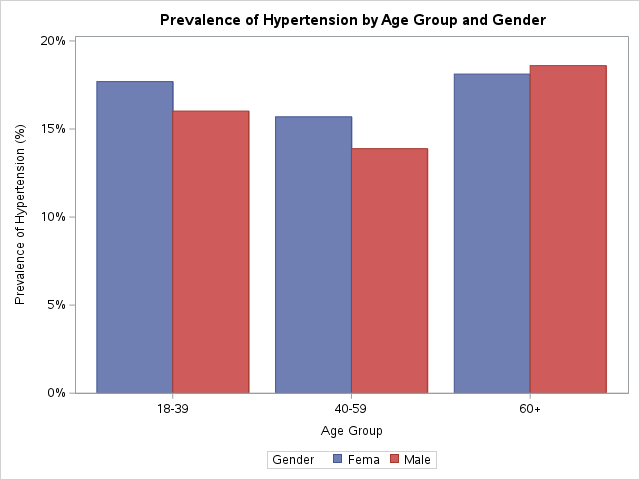 Prevalence of Hypertension by Age Group and Gender
20%
15%
10%
5%
0%
Prevalence of Hypertension (%)
18-39 40-59 60+
Age Group
Gender Fema Male